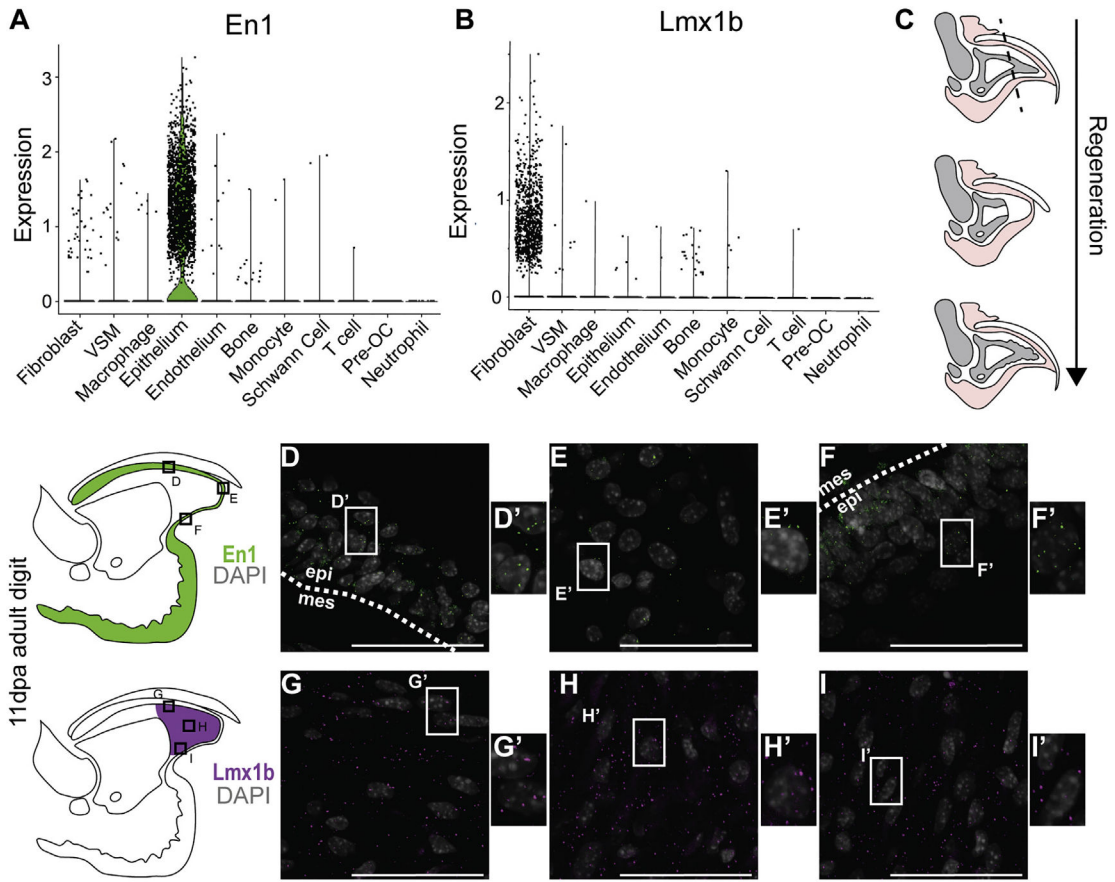 A
En1
Expression
3
2
1
0
Fibroblast
VSM
Macrophage
Epithelium
Endothelium
Bone
Monocyte
Schwann Cell
T cell
Pre-OC
Neutrophil
B
Lmx1b
Expression
2
1
0
Fibroblast
VSM
Macrophage
Epithelium
Endothelium
Bone
Monocyte
Schwann Cell
T cell
Pre-OC
Neutrophil
C
Regeneration
11dpa adult digit
D
E
F
En1
DAPI
D
D’
epi
mes
D’
E
E’
E’
F
mes
epi
F’
F’
G
H
I
Lmx1b
DAPI
G
G’
G’
H
H’
H’
I
I’
I’